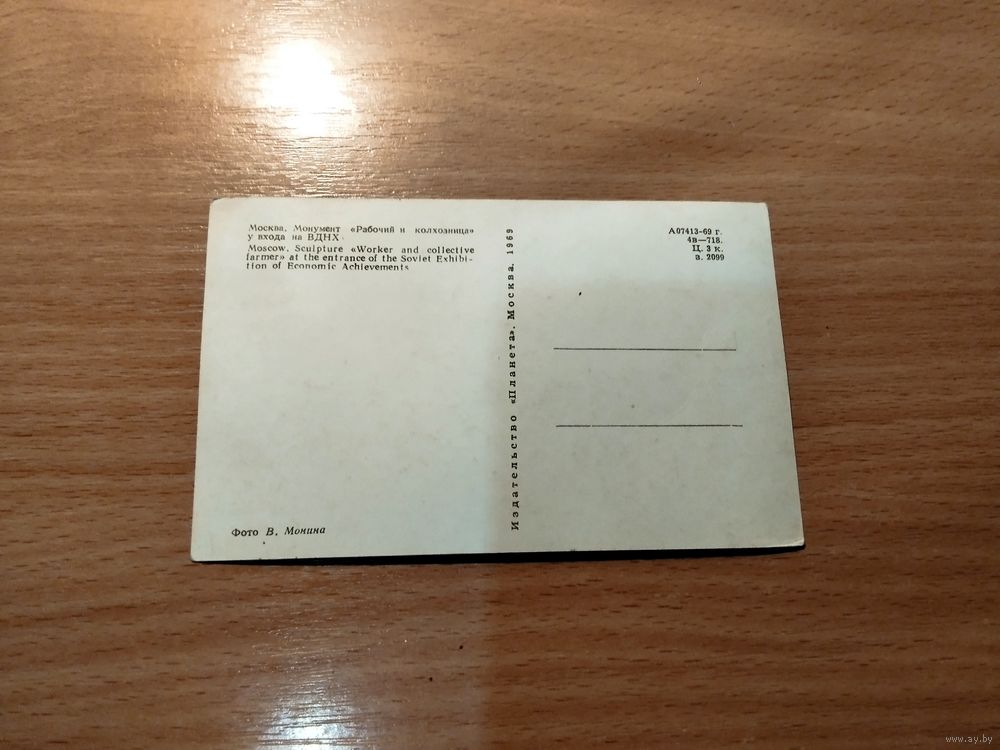 Москва. Монумент «Рабочий и колхозница»
у входа на ВДНХ.
Moscow. Sculpture «Worker and collective
farmer» at the entrance of the Soviet Exhibi-
tion of Economic Achievements
Фото В. Монина
Издательство «Планета». Москва. 1969
А07413-69 г.
4в—718.
Ц. 3 к.
з. 2099
www.ay.by